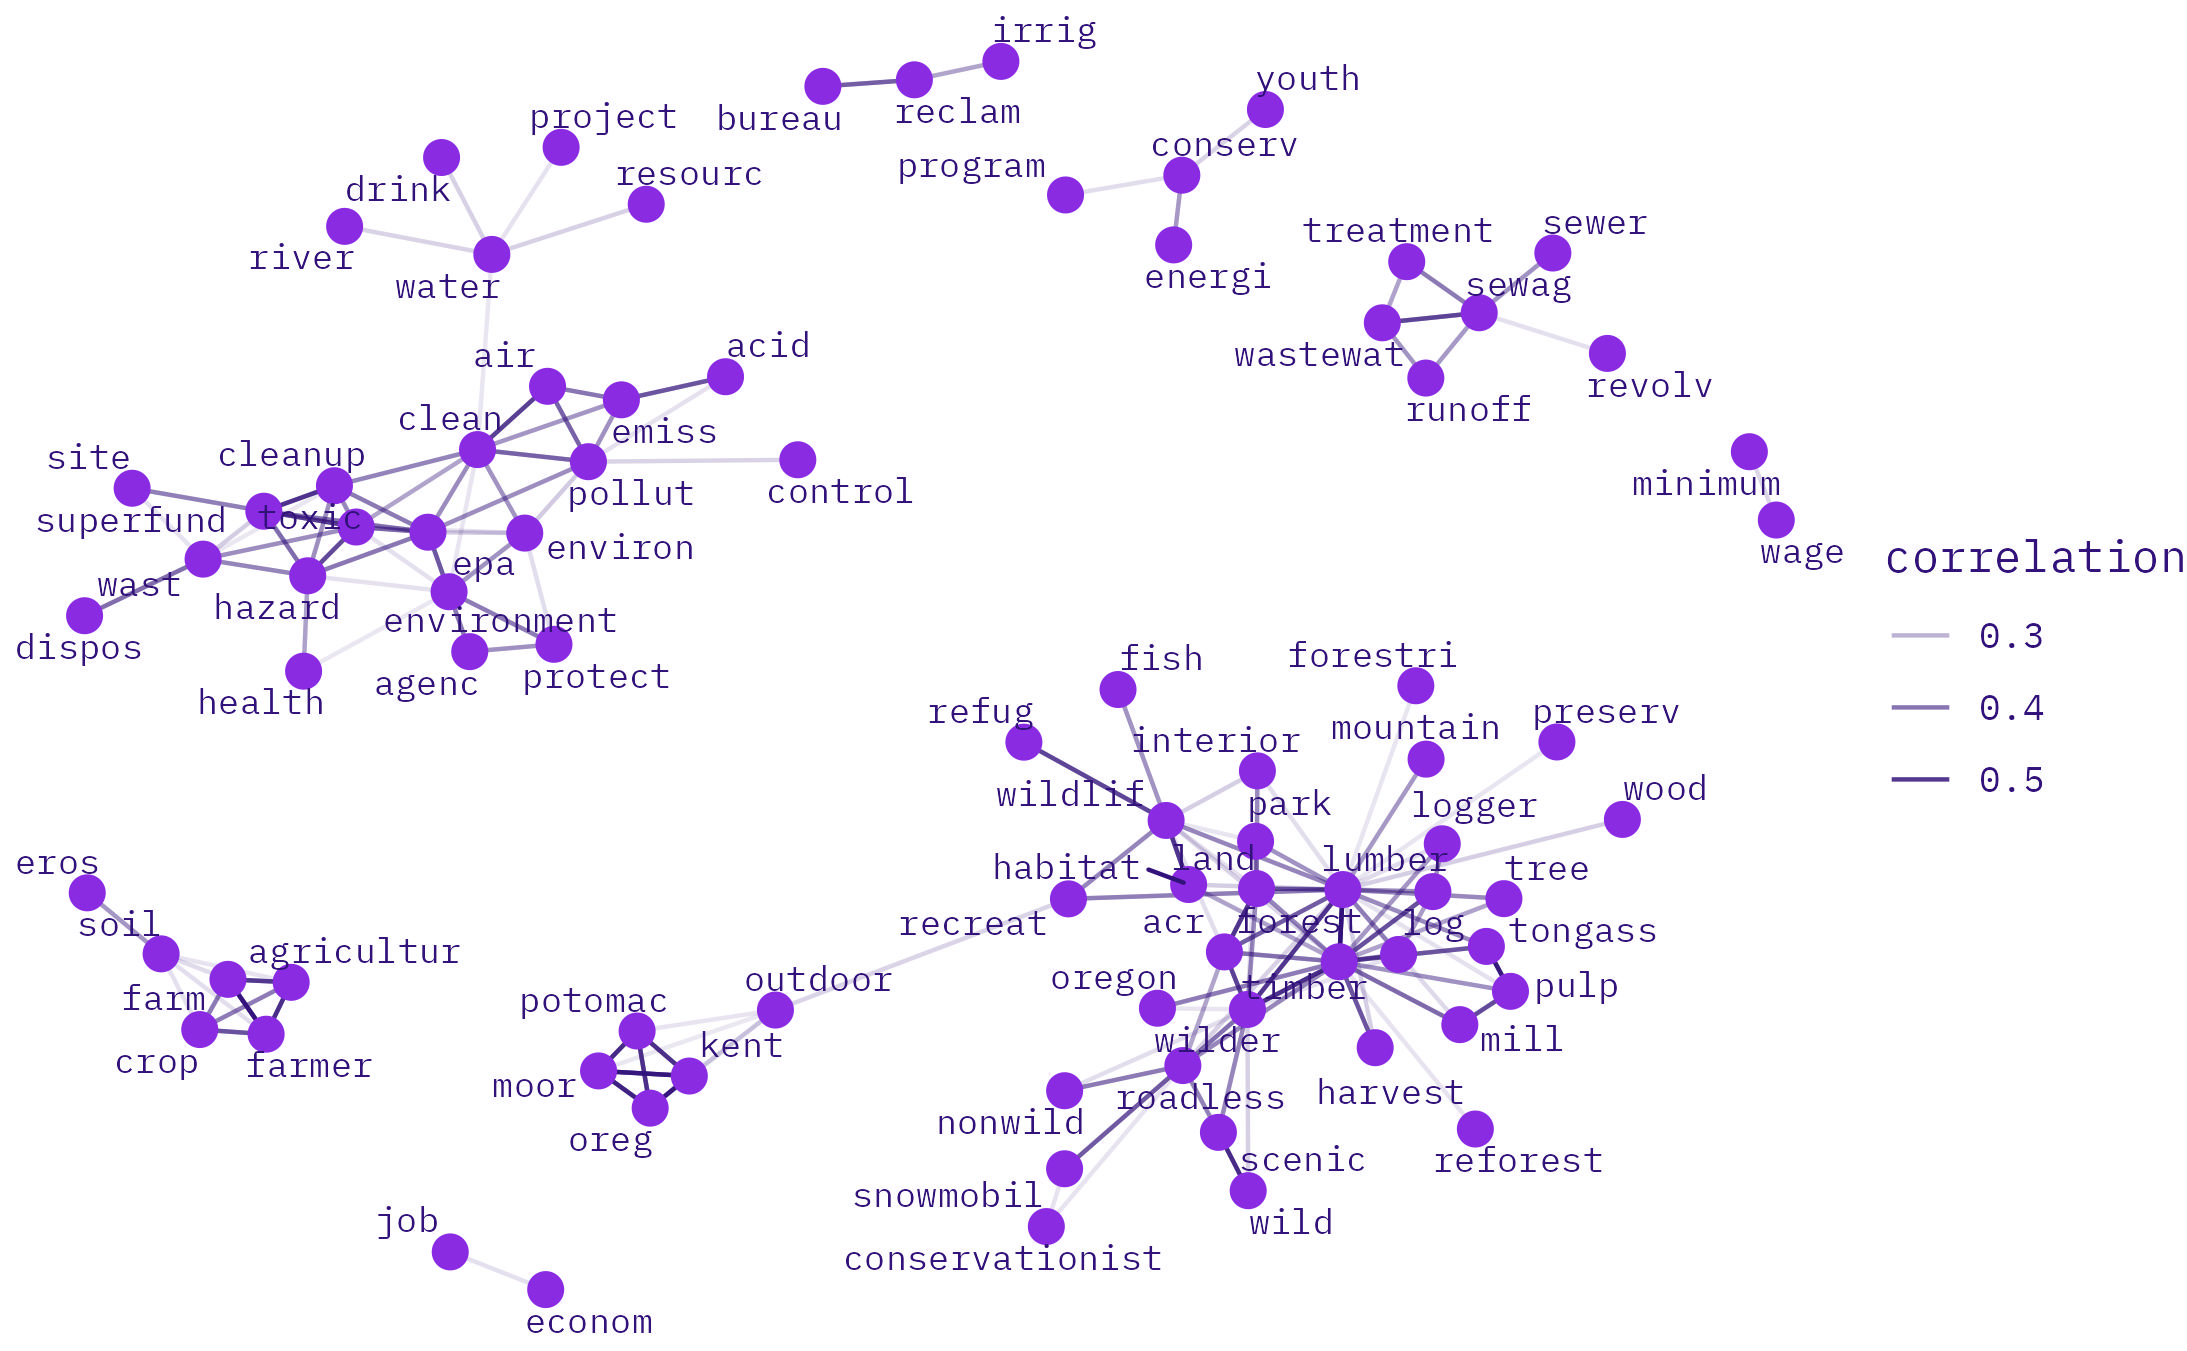 irrig
youth
project
bureau
reclam
conserv
program
resourc
drink
river
water
energi
treatment
sewer
sewag
air
acid
wastewat
revolv
runoff
clean
emiss
site
cleanup
minimum
pollut
control
superfund
toxic
environ
wage
correlation
epa
wast
hazard
environment
0.3
dispos
fish
forestri
agenc
protect
health
refug
preserv
0.4
interior
mountain
0.5
wildlif
park
logger
wood
eros
habitat
land
lumber
tree
soil
recreat
acr
forest
log
tongass
agricultur
outdoor
oregon
timber
pulp
farm
potomac
kent
wilder
mill
crop
farmer
moor
roadless
harvest
oreg
nonwild
scenic
reforest
snowmobil
job
wild
conservationist
econom